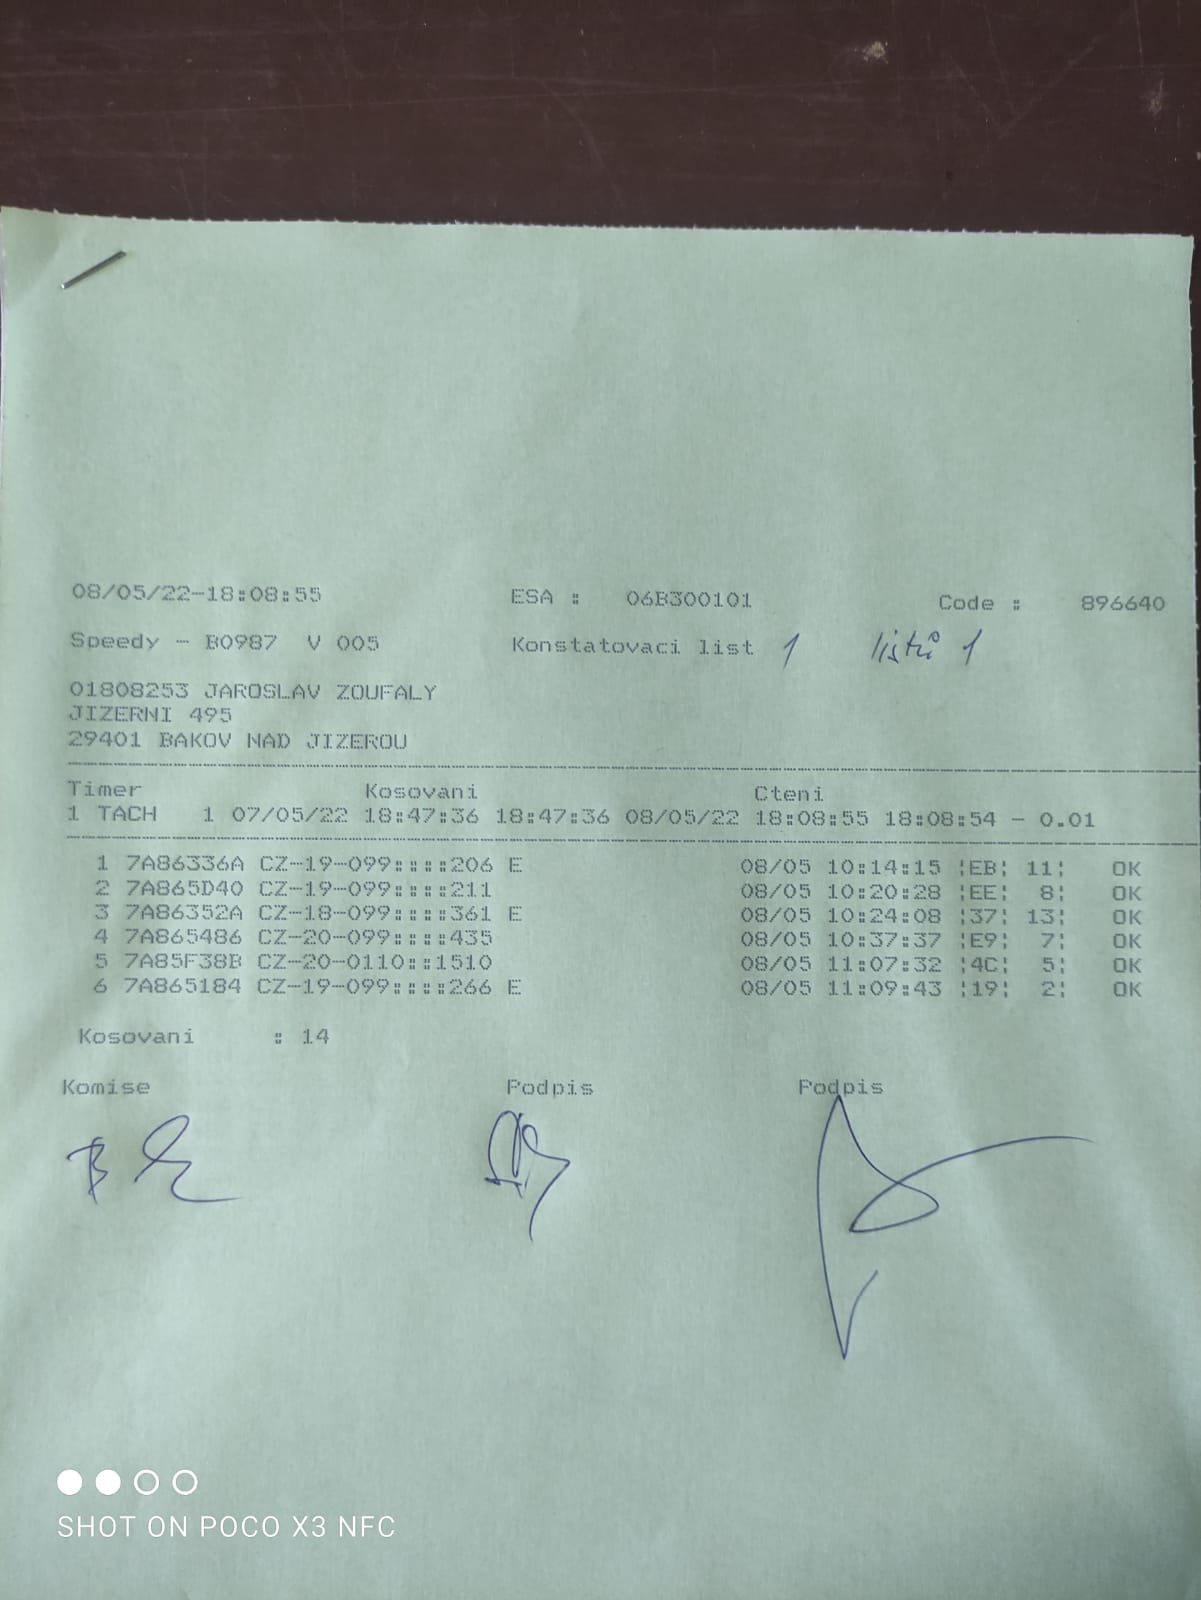 08/05/22-18:08:55 ESA : 06B300101 Code : 896640
Speedy - B0987 V 005 Konstatovaci list 1 listů 1
01808253 JAROSLAV ZOUFALY
JIZERNI 495
29401 BAKOV NAD JIZEROU
Timer Kosovani Cteni
1 TACH 1 07/05/22 18:47:36 18:47:36 08/05/22 18:08:55 18:08:54 - 0.01
1 7A86336A CZ-19-099::::206 E 08/05 10:14:15 ¦EB¦ 11¦ OK
2 7A865D40 CZ-19-099::::211 08/05 10:20:28 ¦EE¦ 8¦ OK
3 7A86352A CZ-18-099::::361 E 08/05 10:24:08 ¦37¦ 13¦ OK
4 7A865486 CZ-20-099::::435 08/05 10:37:37 ¦E9¦ 7¦ OK
5 7A85F38B CZ-20-0110::1510 08/05 11:07:32 ¦4C¦ 5¦ OK
6 7A865184 CZ-19-099::::266 E 08/05 11:09:43 ¦19¦ 2¦ OK
Kosovani : 14
Komise Podpis Podpis
SHOT ON POCO X3 NFC